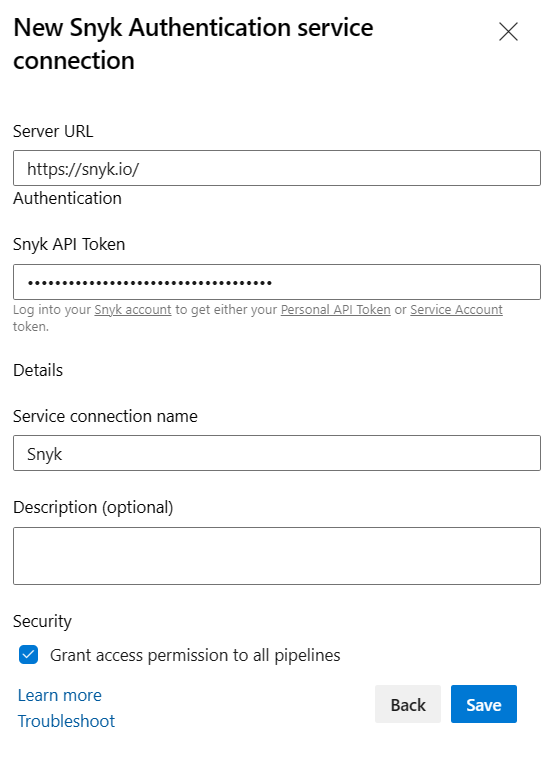 New Snyk Authentication service
connection
Server URL
https://snyk.io/
Authentication
Snyk API Token
••••••••••••••••••••••••••••••••••••
Log into your Snyk account to get either your Personal API Token or Service Account
token.
Details
Service connection name
Snyk
Description (optional)
Security
Grant access permission to all pipelines
Learn more
Troubleshoot
Back
Save